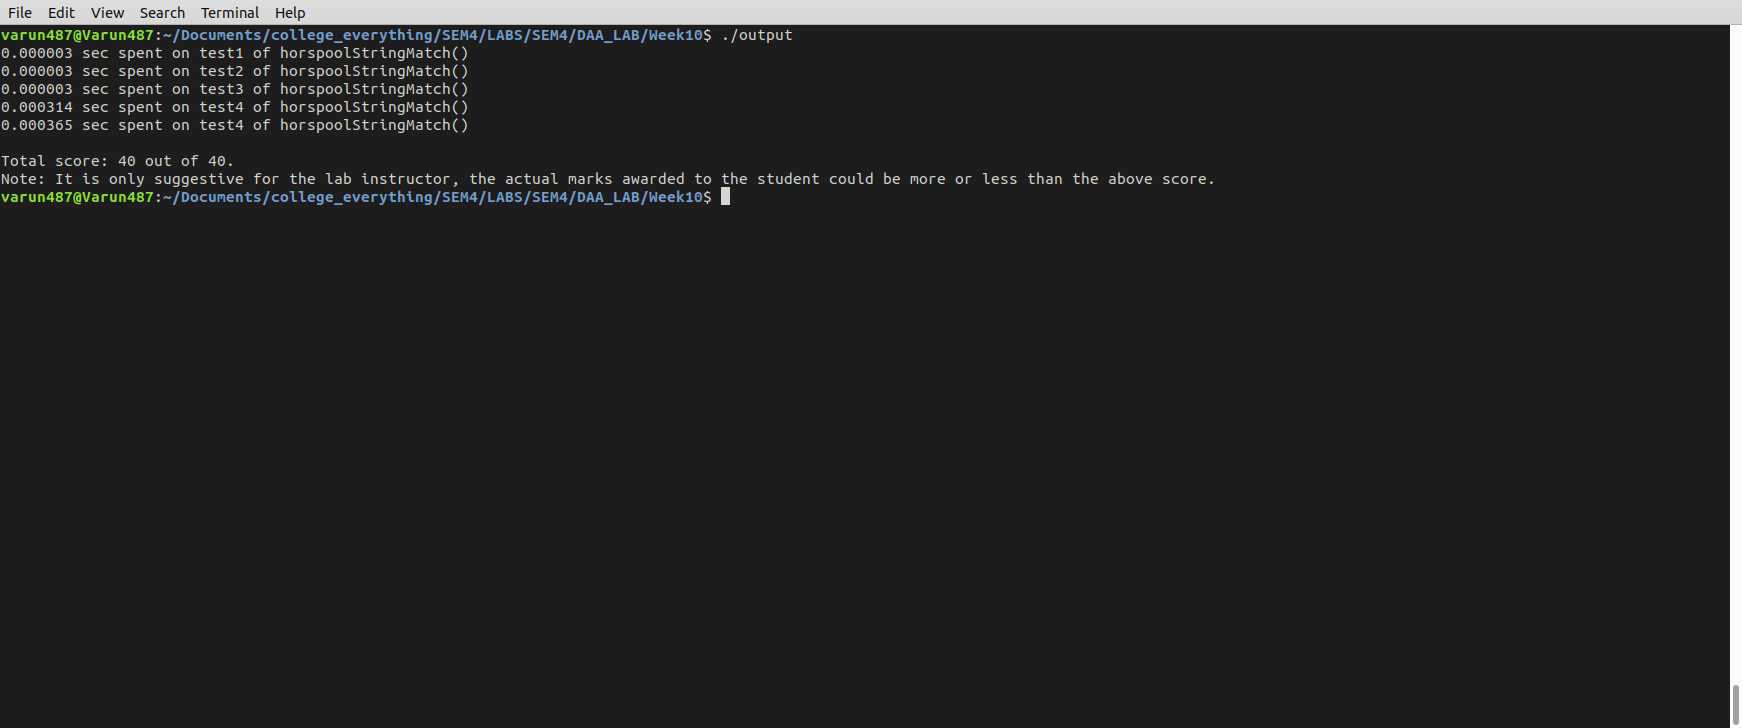 File Edit View Search Terminal Help
varun487@Varun487:~/Documents/college_everything/SEM4/LABS/SEM4/DAA_LAB/Week10$ ./output
0.000003 sec spent on test1 of horspoolStringMatch()
0.000003 sec spent on test2 of horspoolStringMatch()
0.000003 sec spent on test3 of horspoolStringMatch()
0.000314 sec spent on test4 of horspoolStringMatch()
0.000365 sec spent on test4 of horspoolStringMatch()
Total score: 40 out of 40.
Note: It is only suggestive for the lab instructor, the actual marks awarded to the student could be more or less than the above score.
varun487@Varun487:~/Documents/college_everything/SEM4/LABS/SEM4/DAA_LAB/Week10$